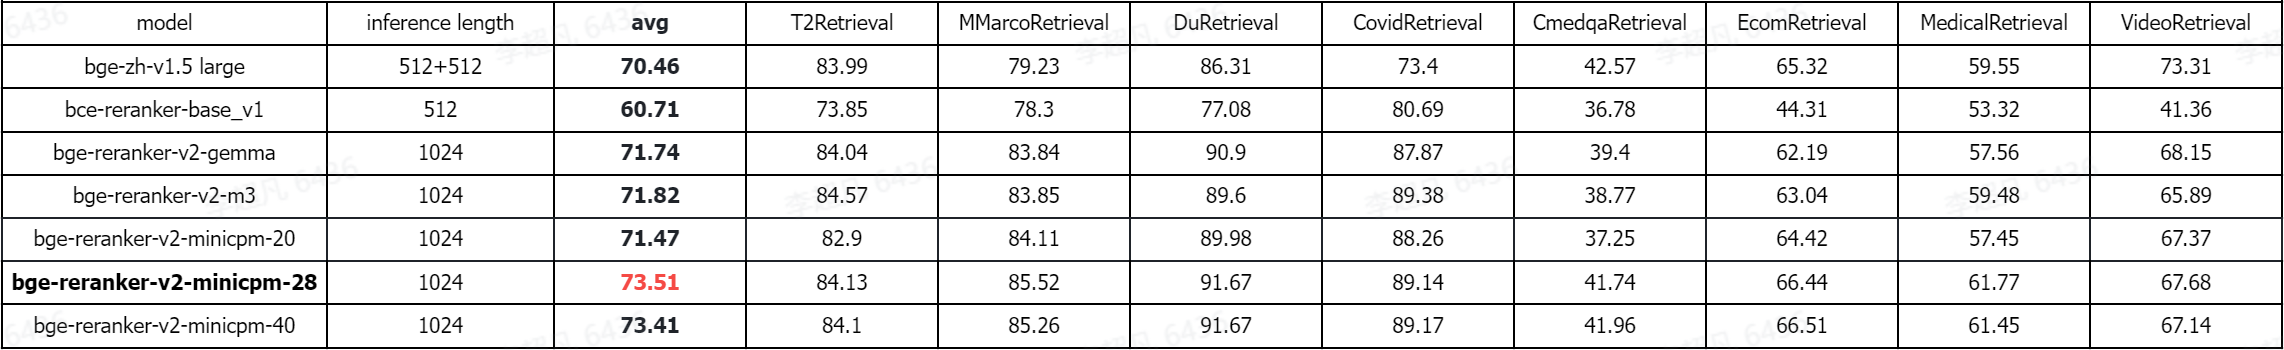 model inference length avg T2Retrieval MMarcoRetrieval DuRetrieval CovidRetrieval CmedqaRetrieval EcomRetrieval MedicalRetrieval VideoRetrieval
bge-zh-v1.5 large 512+512 70.46 83.99 79.23 86.31 73.4 42.57 65.32 59.55 73.31
bce-reranker-base_v1 512 60.71 73.85 78.3 77.08 80.69 36.78 44.31 53.32 41.36
bge-reranker-v2-gemma 1024 71.74 84.04 83.84 90.9 87.87 39.4 62.19 57.56 68.15
bge-reranker-v2-m3 1024 71.82 84.57 83.85 89.6 89.38 38.77 63.04 59.48 65.89
bge-reranker-v2-minicpm-20 1024 71.47 82.9 84.11 89.98 88.26 37.25 64.42 57.45 67.37
bge-reranker-v2-minicpm-28 1024 73.51 84.13 85.52 91.67 89.14 41.74 66.44 61.77 67.68
bge-reranker-v2-minicpm-40 1024 73.41 84.1 85.26 91.67 89.17 41.96 66.51 61.45 67.14